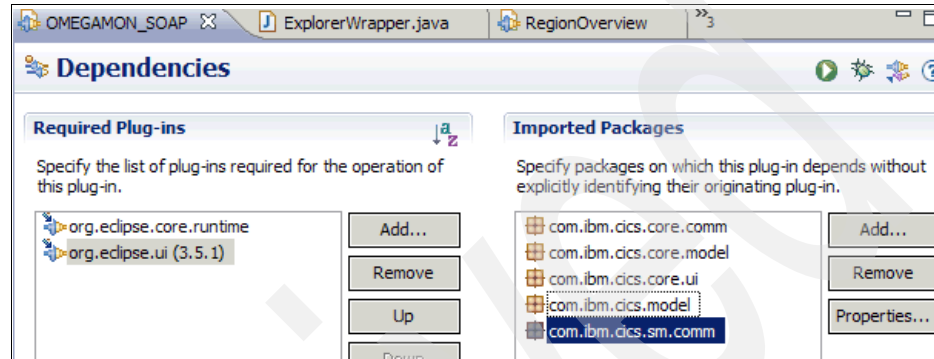 OMEGAMON_SOAP ExplorerWrapper.java RegionOverview »3
Dependencies
Required Plug-ins
Specify the list of plug-ins required for the operation of
this plug-in.
org.eclipse.core.runtime
org.eclipse.ui (3.5.1)
Add...
Remove
Up
Down
Imported Packages
Specify packages on which this plug-in depends without
explicitly identifying their originating plug-in.
com.ibm.cics.core.comm
com.ibm.cics.core.model
com.ibm.cics.core.ui
com.ibm.cics.model
com.ibm.cics.sm.comm
Add...
Remove
Properties...